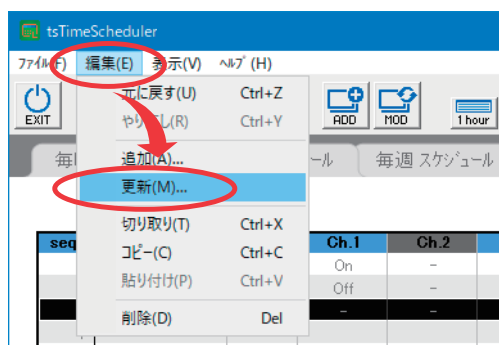 tsTimeScheduler
ﾌｧｲﾙ(F) 編集(E) 表示(V) ﾍﾙﾌﾟ(H)
EXIT ADD MOD 1 hour
元に戻す(U) Ctrl+Z
やり直し(R) Ctrl+Y
追加(A)...
更新(M)...
切り取り(T) Ctrl+X
ｺﾋﾟｰ(C) Ctrl+C
貼り付け(P) Ctrl+V
削除(D) Del
毎 ール 毎週 ｽｹｼﾞｭｰﾙ
seq Ch.1 Ch.2
On -
Off -
- -